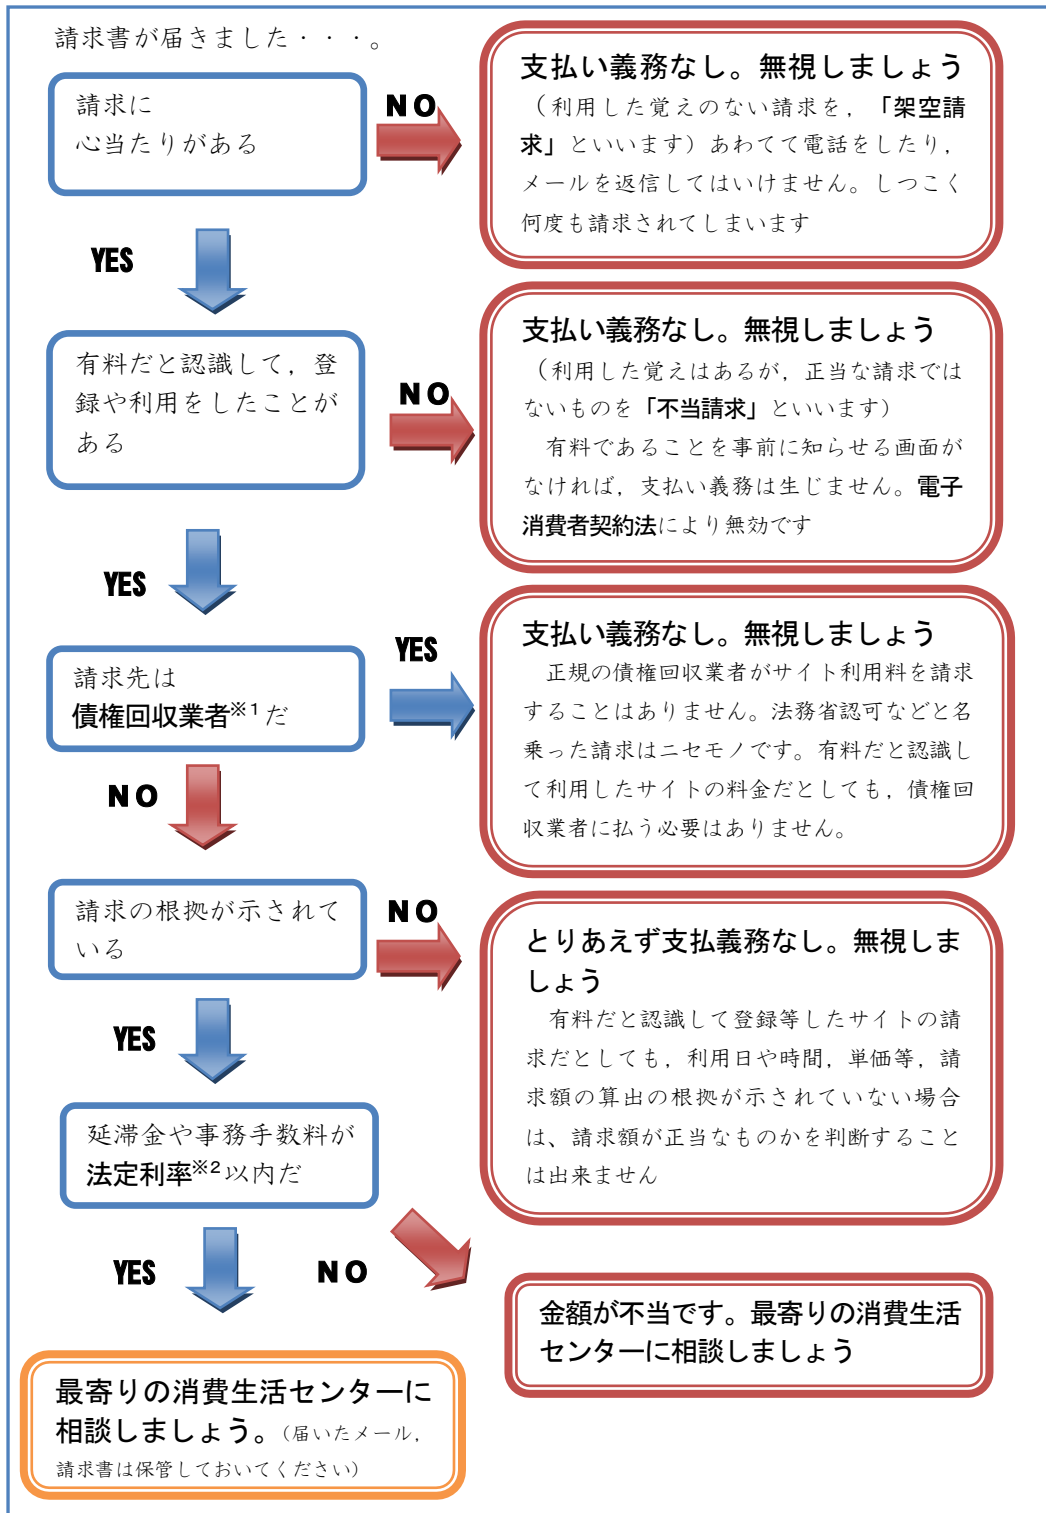 請求書が届きました・・・。
請求に
心当たりがある
NO
支払い義務なし。無視しましょう
（利用した覚えのない請求を，「架空請
求」といいます）あわてて電話をしたり，
メールを返信してはいけません。しつこく
何度も請求されてしまいます
YES
有料だと認識して，登
録や利用をしたことが
ある
NO
支払い義務なし。無視しましょう
（利用した覚えはあるが，正当な請求では
ないものを「不当請求」といいます）
有料であることを事前に知らせる画面が
なければ，支払い義務は生じません。電子
消費者契約法により無効です
YES
請求先は
債権回収業者※1だ
YES
支払い義務なし。無視しましょう
正規の債権回収業者がサイト利用料を請求
することはありません。法務省認可などと名
乗った請求はニセモノです。有料だと認識し
て利用したサイトの料金だとしても，債権回
収業者に払う必要はありません。
NO
請求の根拠が示されて
いる
NO
とりあえず支払義務なし。無視しま
しょう
有料だと認識して登録等したサイトの請
求だとしても，利用日や時間，単価等，請
求額の算出の根拠が示されていない場合
は、請求額が正当なものかを判断すること
は出来ません
YES
延滞金や事務手数料が
法定利率※2以内だ
YES
NO
金額が不当です。最寄りの消費生活
センターに相談しましょう
最寄りの消費生活センターに
相談しましょう。（届いたメール，
請求書は保管しておいてください）